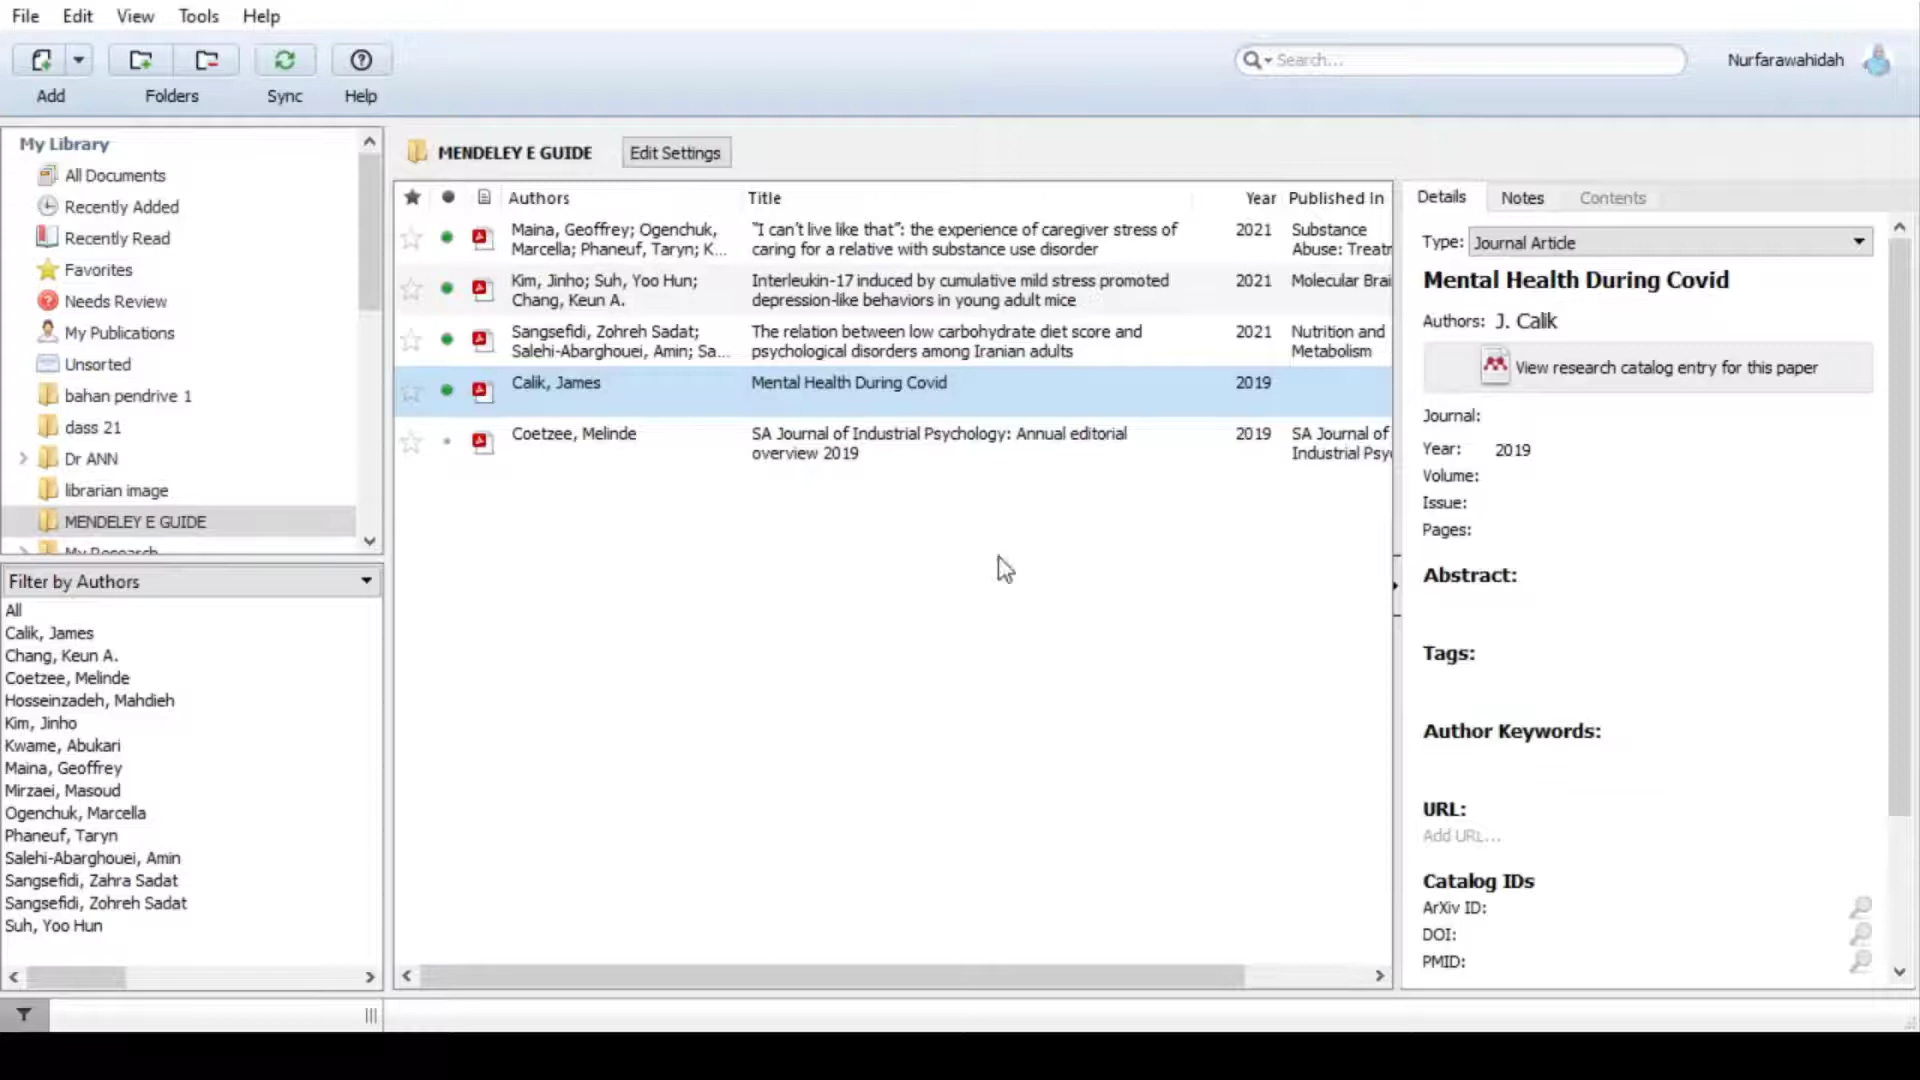 File Edit View Tools Help
Search...
Nurfarawahidah
Add Folders Sync Help
My Library
All Documents
Recently Added
Recently Read
Favorites
Needs Review
My Publications
Unsorted
bahan pendrive 1
dass 21
Dr ANN
librarian image
MENDELEY E GUIDE
My Research
Filter by Authors
All
Calik, James
Chang, Keun A.
Coetzee, Melinde
Hosseinzadeh, Mahdieh
Kim, Jinho
Kwame, Abukari
Maina, Geoffrey
Mirzaei, Masoud
Ogenchuk, Marcella
Phaneuf, Taryn
Salehi-Abarghouei, Amin
Sangsefidi, Zahra Sadat
Sangsefidi, Zohreh Sadat
Suh, Yoo Hun
MENDELEY E GUIDE Edit Settings
Authors Title Year Published In
Maina, Geoffrey; Ogenchuk, "I can't live like that": the experience of caregiver stress of 2021 Substance
Marcella; Phaneuf, Taryn; K... caring for a relative with substance use disorder Abuse: Treatr
Kim, Jinho; Suh, Yoo Hun; Interleukin-17 induced by cumulative mild stress promoted 2021 Molecular Brai
Chang, Keun A. depression-like behaviors in young adult mice
Sangsefidi, Zohreh Sadat; The relation between low carbohydrate diet score and 2021 Nutrition and
Salehi-Abarghouei, Amin; Sa... psychological disorders among Iranian adults Metabolism
Calik, James Mental Health During Covid 2019
Coetzee, Melinde SA Journal of Industrial Psychology: Annual editorial 2019 SA Journal of
overview 2019 Industrial Psy
Details Notes Contents
Type: Journal Article
Mental Health During Covid
Authors: J. Calik
View research catalog entry for this paper
Journal:
Year: 2019
Volume:
Issue:
Pages:
Abstract:
Tags:
Author Keywords:
URL:
Add URL...
Catalog IDs
ArXiv ID:
DOI:
PMID: